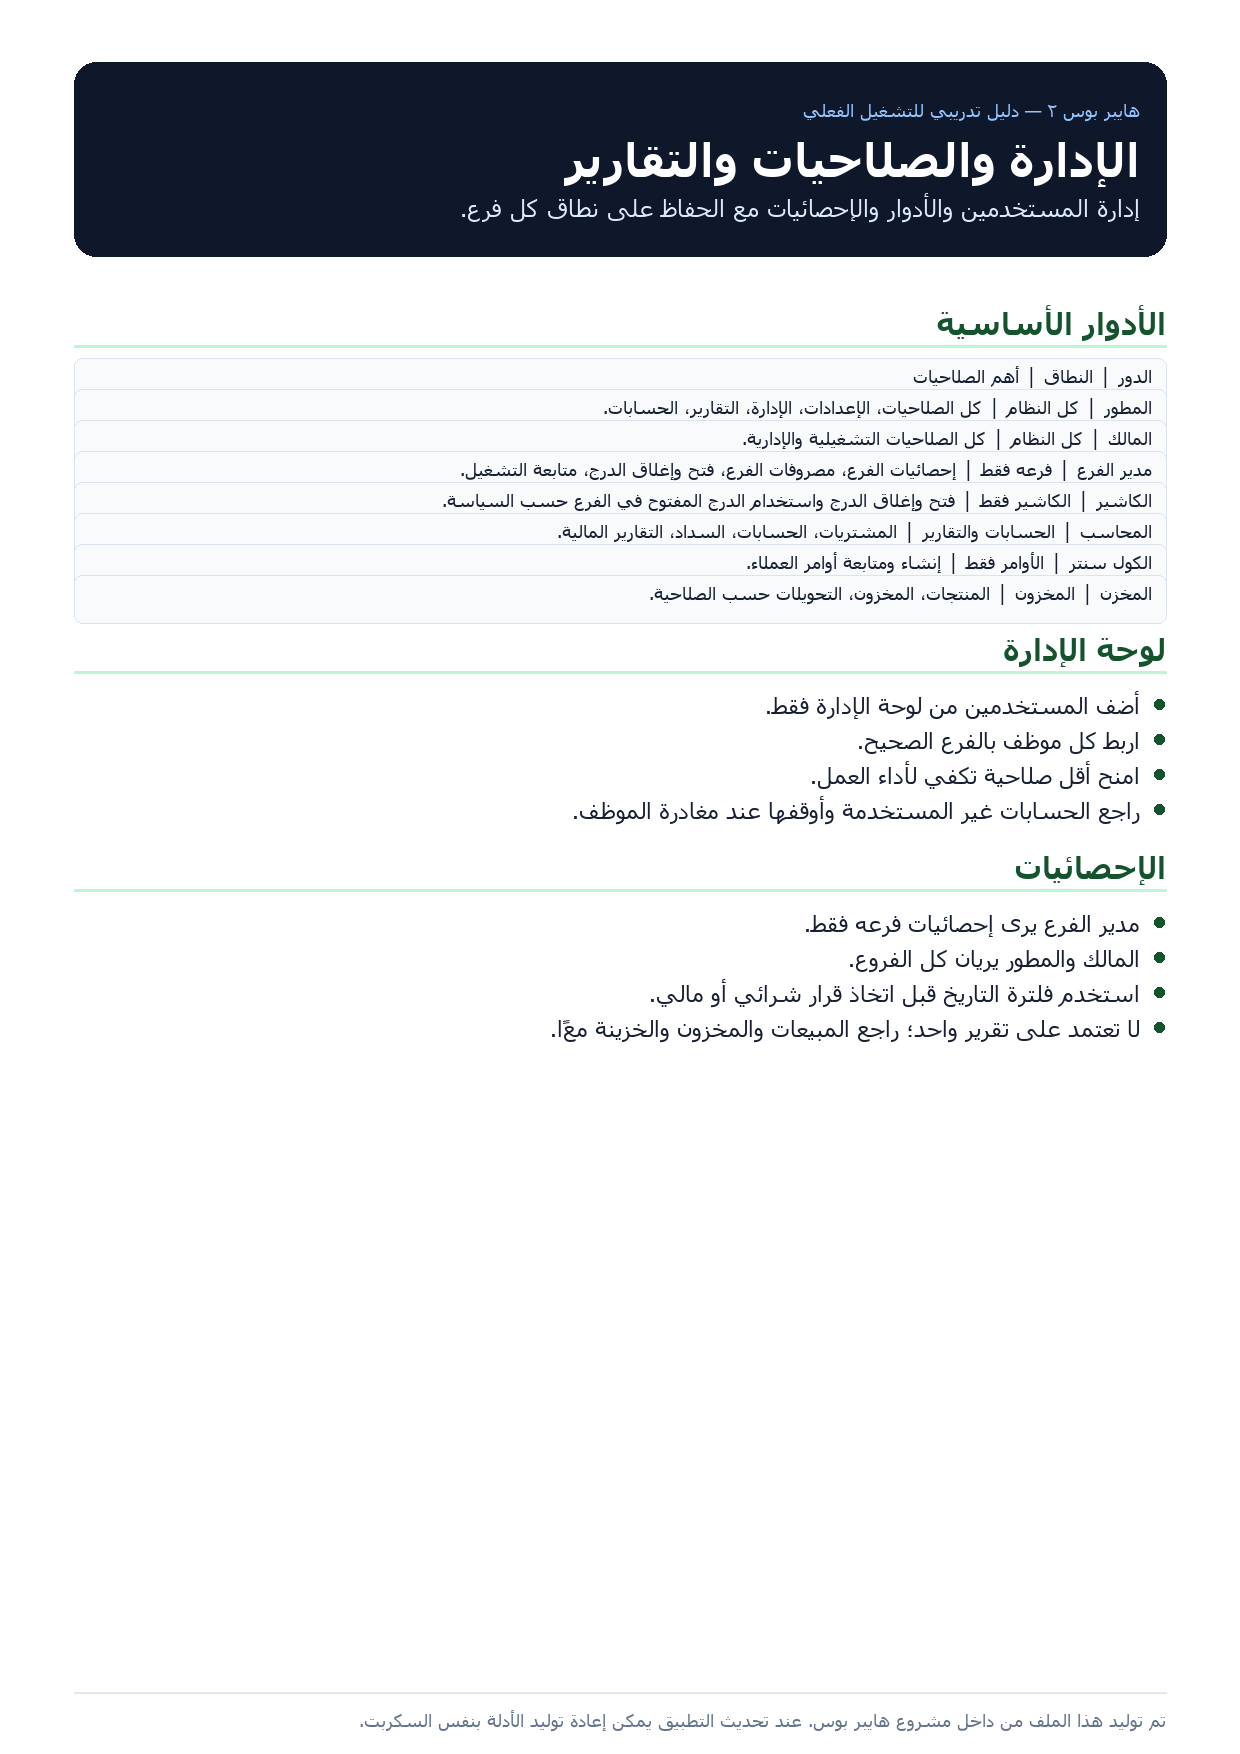 هايبر بوس ٢ — دليل تدريبي للتشغيل الفعلي
الإدارة والصلاحيات والتقارير
إدارة المستخدمين والأدوار والإحصائيات مع الحفاظ على نطاق كل فرع.
الأدوار الأساسية
الدور | النطاق | أهم الصلاحيات
المطور | كل النظام | كل الصلاحيات، الإعدادات، الإدارة، التقارير، الحسابات.
المالك | كل النظام | كل الصلاحيات التشغيلية والإدارية.
مدير الفرع | فرعه فقط | إحصائيات الفرع، مصروفات الفرع، فتح وإغلاق الدرج، متابعة التشغيل.
الكاشير | الكاشير فقط | فتح وإغلاق الدرج واستخدام الدرج المفتوح في الفرع حسب السياسة.
المحاسب | الحسابات والتقارير | المشتريات، الحسابات، السداد، التقارير المالية.
الكول سنتر | الأوامر فقط | إنشاء ومتابعة أوامر العملاء.
المخزن | المخزون | المنتجات، المخزون، التحويلات حسب الصلاحية.
لوحة الإدارة
● أضف المستخدمين من لوحة الإدارة فقط.
● اربط كل موظف بالفرع الصحيح.
● امنح أقل صلاحية تكفي لأداء العمل.
● راجع الحسابات غير المستخدمة وأوقفها عند مغادرة الموظف.
الإحصائيات
● مدير الفرع يرى إحصائيات فرعه فقط.
● المالك والمطور يريان كل الفروع.
● استخدم فلترة التاريخ قبل اتخاذ قرار شرائي أو مالي.
● لا تعتمد على تقرير واحد؛ راجع المبيعات والمخزون والخزينة معًا.
تم توليد هذا الملف من داخل مشروع هايبر بوس. عند تحديث التطبيق يمكن إعادة توليد الأدلة بنفس السكربت.